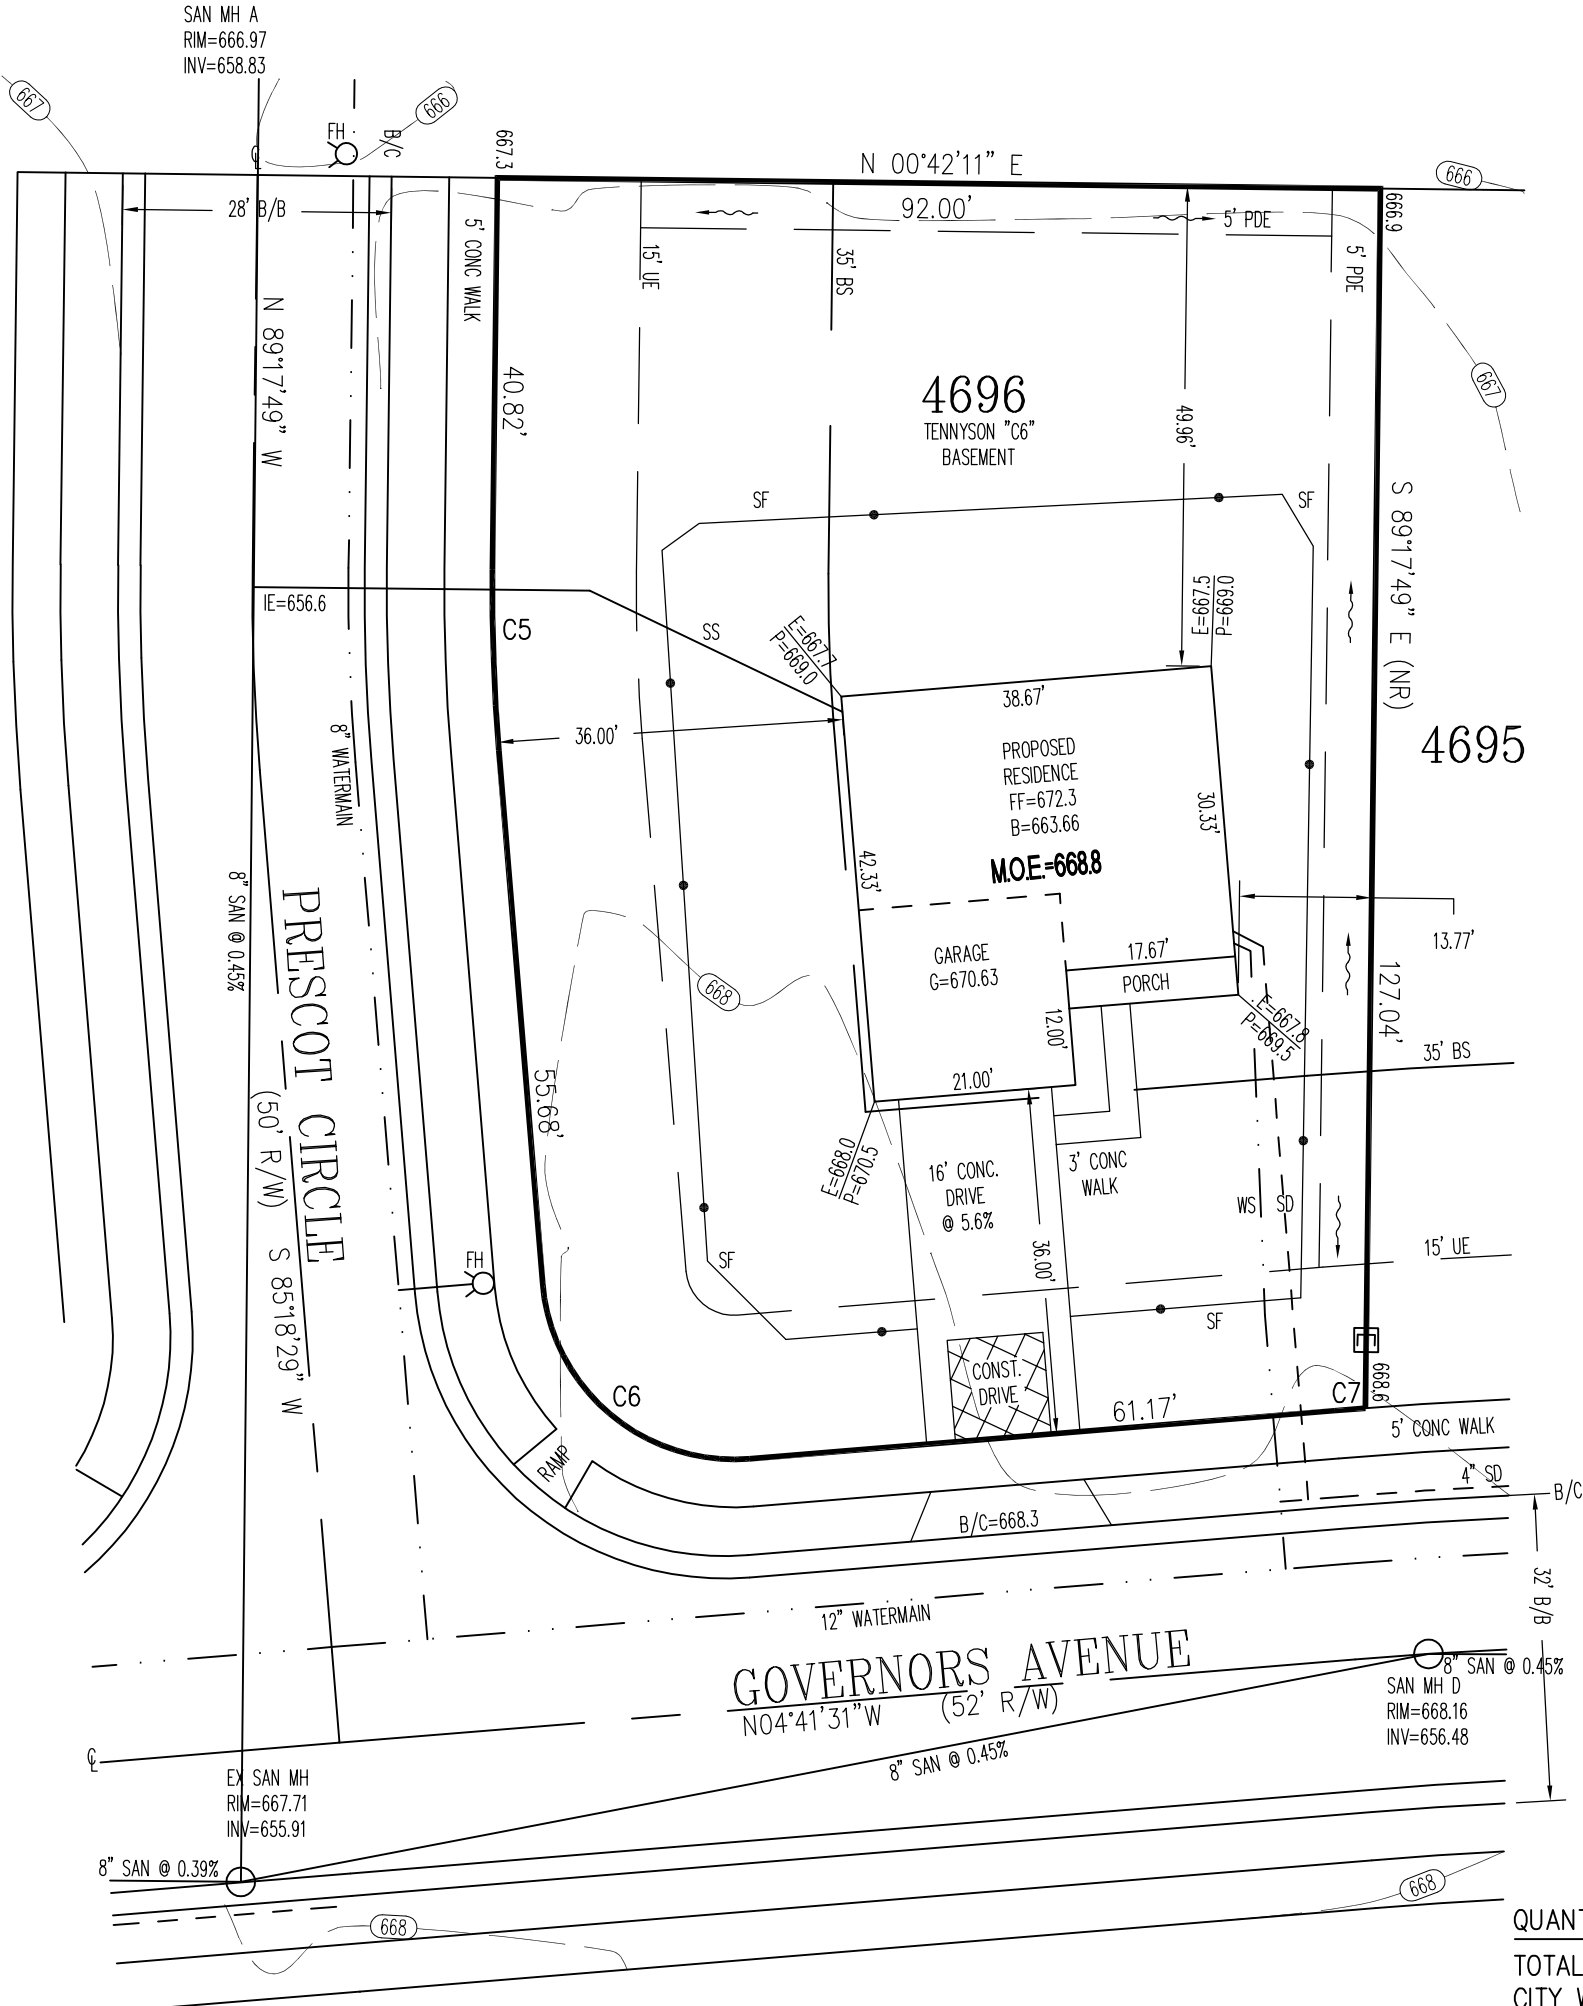 SAN MH A
RIM=666.97
INV=658.83
667
666
FH
B/C
℄
667.3
N 00°42'11" E
92.00'
666
666.9
28' B/B
5' CONC WALK
15' UE
35' BS
5' PDE
5' PDE
N 89°17'49" W
40.82'
4696
TENNYSON "C6"
BASEMENT
49.96'
667
S 89°17'49" E (NR)
SF
SF
IE=656.6
C5
SS
E=667.7
P=669.0
E=667.5
P=669.0
38.67'
36.00'
8" WATERMAIN
PROPOSED
RESIDENCE
FF=672.3
B=663.66
M.O.E.=668.8
30.33'
42.33'
4695
8" SAN @ 0.45%
PRESCOT CIRCLE
(50' R/W)
S 85°18'29" W
668
GARAGE
G=670.63
17.67'
PORCH
12.00'
21.00'
13.77'
127.04'
E=667.8
P=669.5
35' BS
55.68'
E=668.0
P=670.5
16' CONC.
DRIVE
@ 5.6%
3' CONC
WALK
36.00'
WS
SD
15' UE
FH
SF
SF
CONST.
DRIVE
C6
61.17'
C7
668.6
5' CONC WALK
RAMP
4" SD
B/C
B/C=668.3
32' B/B
12" WATERMAIN
GOVERNORS AVENUE
N04°41'31"W
(52' R/W)
8" SAN @ 0.45%
SAN MH D
RIM=668.16
INV=656.48
℄
8" SAN @ 0.45%
EX SAN MH
RIM=667.71
INV=655.91
8" SAN @ 0.39%
668
668
QUANT
TOTAL
CITY W